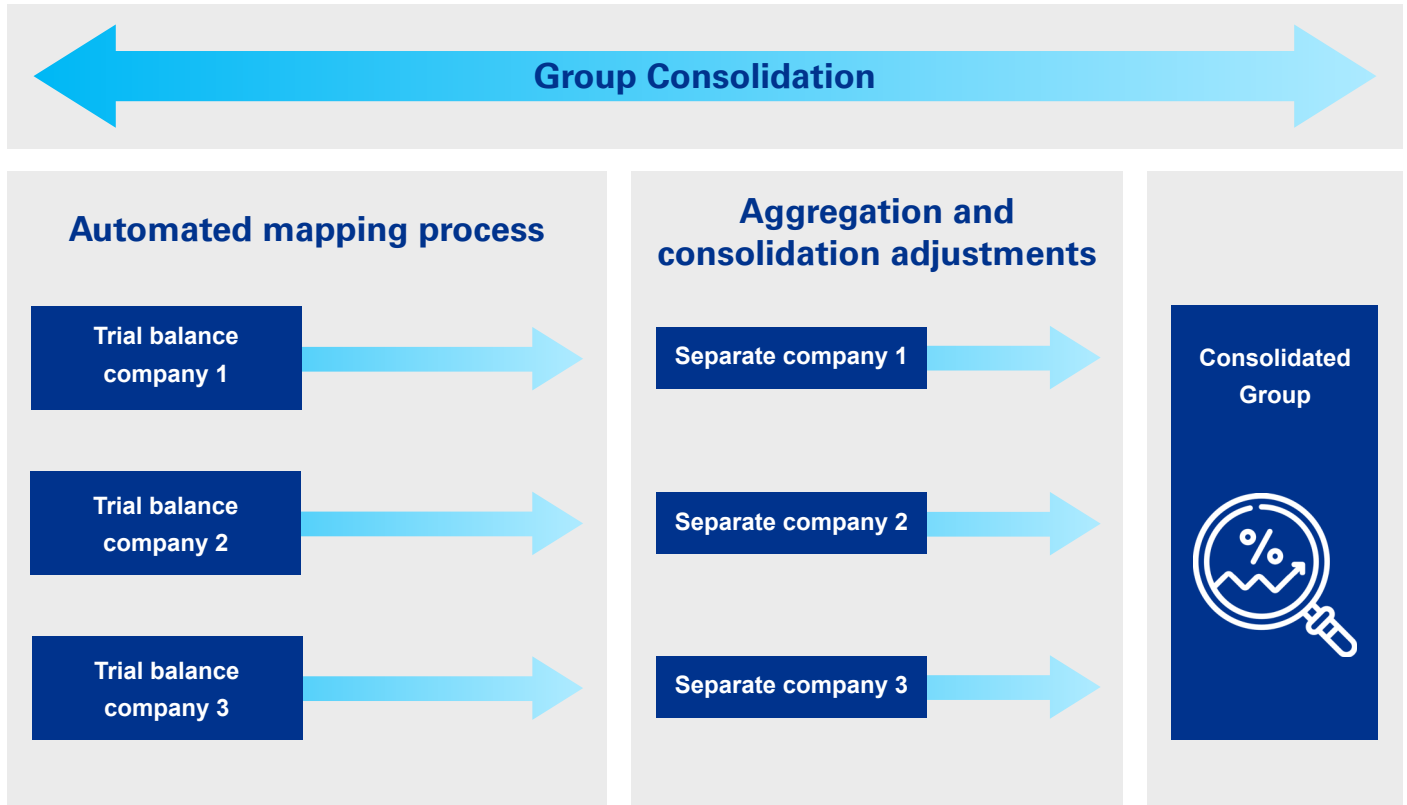 Group Consolidation
Automated mapping process
Trial balance
company 1
Trial balance
company 2
Trial balance
company 3
Aggregation and
consolidation adjustments
Separate company 1
Separate company 2
Separate company 3
Consolidated
Group
%